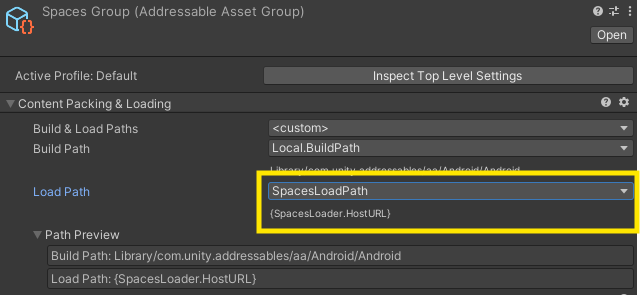 Spaces Group (Addressable Asset Group)
Open
Active Profile: Default Inspect Top Level Settings
Content Packing & Loading
Build & Load Paths <custom>
Build Path Local.BuildPath
Library/com.unity.addressables/aa/Android/Android
Load Path SpacesLoadPath
{SpacesLoader.HostURL}
Path Preview
Build Path: Library/com.unity.addressables/aa/Android/Android
Load Path: {SpacesLoader.HostURL}